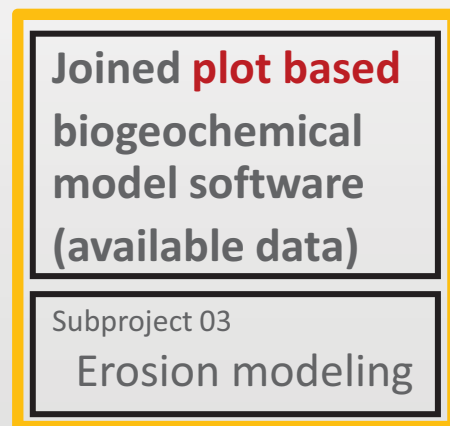 Joined plot based
biogeochemical
model software
(available data)
Subproject 03
Erosion modeling